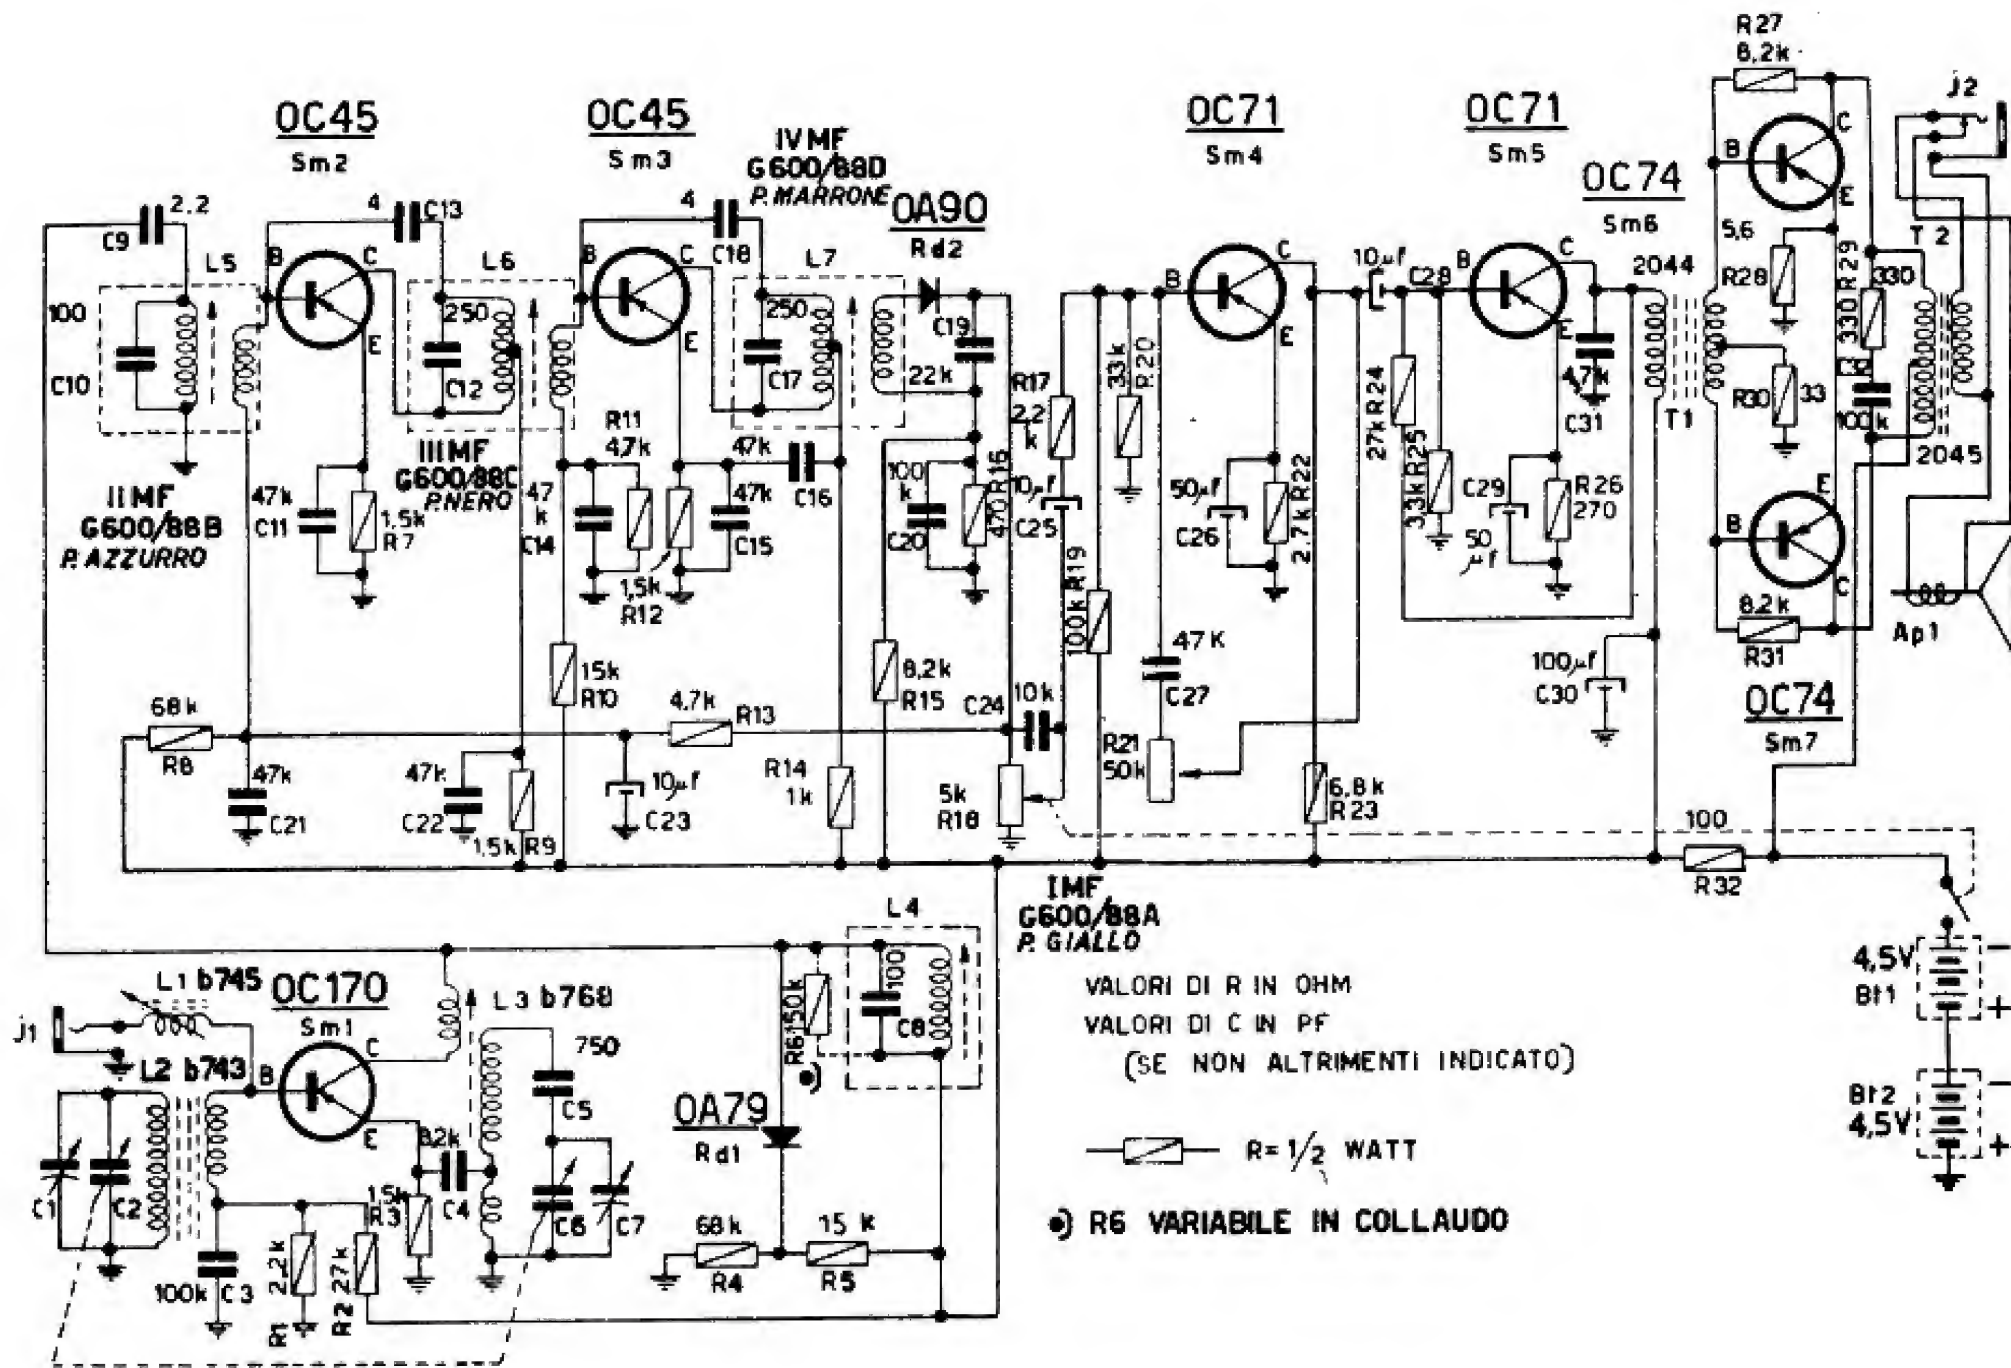 OC45
Sm2
OC45
Sm3
IV MF
G600/88D
P. MARRONE
OA90
Rd2
OC71
Sm4
OC71
Sm5
OC74
Sm6
R27
8,2k
J2
2.2
C9
4
C13
4
C18
L5
L6
L7
B
C
E
B
C
E
B
C
E
B
C
E
B
C
E
100
C10
250
C12
250
C17
C19
22k
10µf
C28
2044
T1
5,6
R28
R29
330
330
T2
2045
R30
33
100k
4,7k
C31
II MF
G600/88B
P. AZZURRO
III MF
G600/88C
P. NERO
47k
C11
1,5k
R7
47
k
C14
R11
4,7k
47k
C16
47k
C15
1,5k
R12
100
k
C20
470 R16
R17
2,2
k
10µf
C25
33k
R20
100k R19
50µf
C26
2.7k R22
27k R24
3,3k R25
C29
50
µf
R26
270
B
E
C
8.2k
R31
Ap1
OC74
Sm7
100µf
C30
68k
R8
47k
C21
47k
C22
1,5k R9
15k
R10
4.7k
R13
10µf
C23
R14
1k
8,2k
R15
C24
10k
5k
R18
47K
C27
R21
50k
6,8k
R23
100
R32
I MF
G600/88A
P. GIALLO
L4
100
C8
R6 150k
•)
L1 b745
OC170
Sm1
L3 b768
J1
L2 b743
B
C
E
750
C5
OA79
Rd1
C1
C2
8.2k
C4
R3
C6
C7
100k C3
2,2k
R1
27k
R2
68k
R4
15 k
R5
VALORI DI R IN OHM
VALORI DI C IN PF
(SE NON ALTRIMENTI INDICATO)
R= 1/2 WATT
•) R6 VARIABILE IN COLLAUDO
4,5V
Bt1
−
+
Bt2
4,5V
−
+